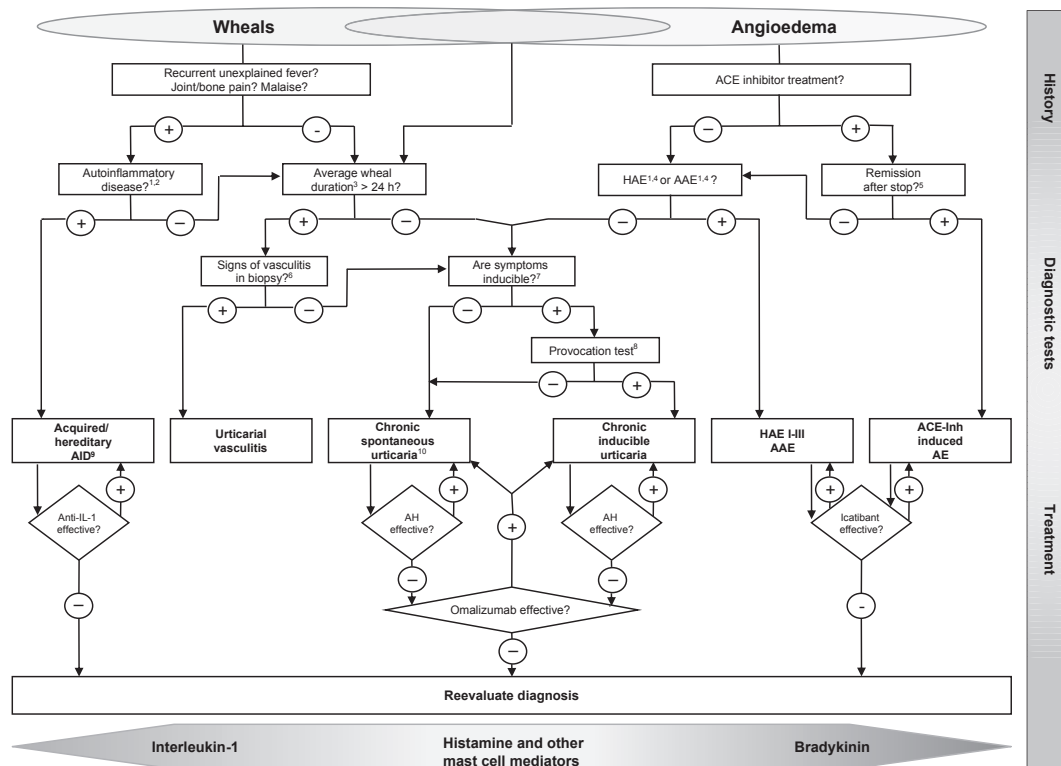 Wheals
Angioedema
History
Recurrent unexplained fever?
Joint/bone pain? Malaise?
ACE inhibitor treatment?
+
-
−
+
Autoinflammatory
disease?1,2
Average wheal
duration3 > 24 h?
HAE1,4 or AAE1,4 ?
Remission
after stop?5
+
−
+
−
−
+
−
+
Diagnostic tests
Signs of vasculitis
in biopsy?6
Are symptoms
inducible?7
+
−
−
+
Provocation test8
−
+
Acquired/
hereditary
AID9
Urticarial
vasculitis
Chronic
spontaneous
urticaria10
Chronic
inducible
urticaria
HAE I-III
AAE
ACE-Inh
induced
AE
Treatment
+
+
+
+
+
Anti-IL-1
effective?
AH
effective?
+
AH
effective?
Icatibant
effective?
−
−
−
Omalizumab effective?
-
−
Reevaluate diagnosis
Interleukin-1
Histamine and other
mast cell mediators
Bradykinin